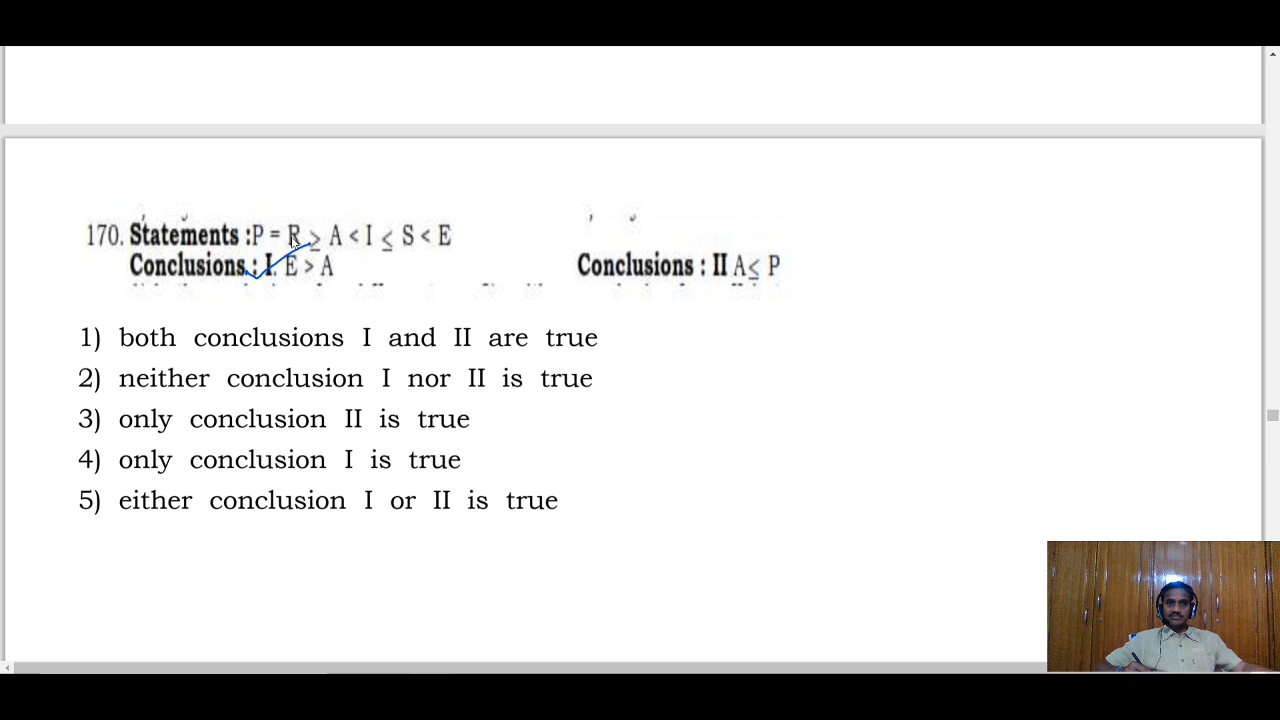 170. Statements :P = R ≥ A < I ≤ S < E
Conclusions : I. E > A Conclusions : II A ≤ P
1) both conclusions I and II are true
2) neither conclusion I nor II is true
3) only conclusion II is true
4) only conclusion I is true
5) either conclusion I or II is true